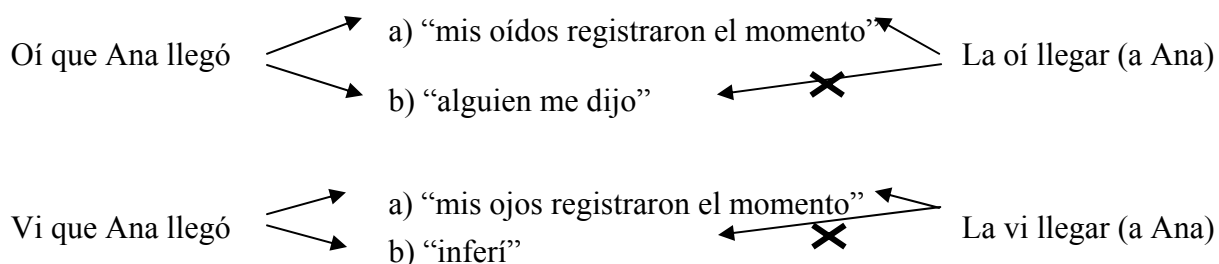 Oí que Ana llegó
a) “mis oídos registraron el momento”
b) “alguien me dijo”
La oí llegar (a Ana)
Vi que Ana llegó
a) “mis ojos registraron el momento”
b) “inferí”
La vi llegar (a Ana)